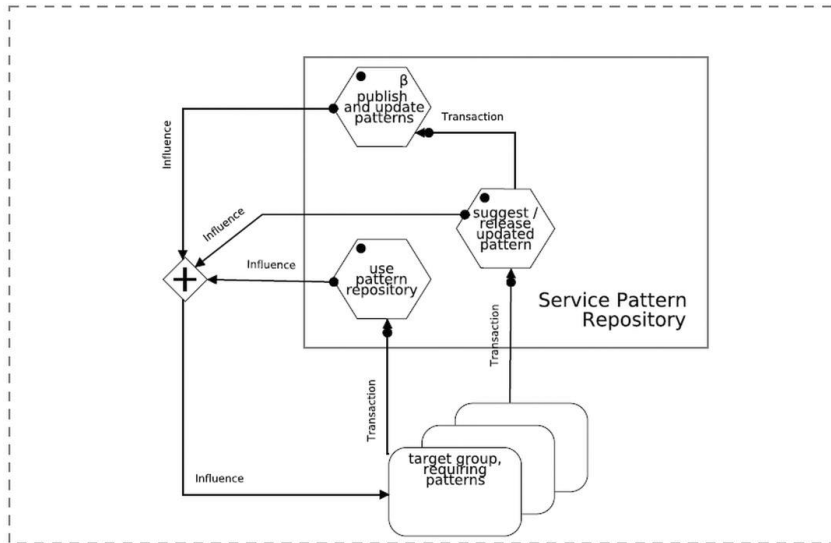 β
publish
and update
patterns
Transaction
Influence
suggest /
release
updated
pattern
Influence
Influence
use
pattern
repository
Service Pattern
Repository
Transaction
Transaction
target group,
requiring
patterns
Influence